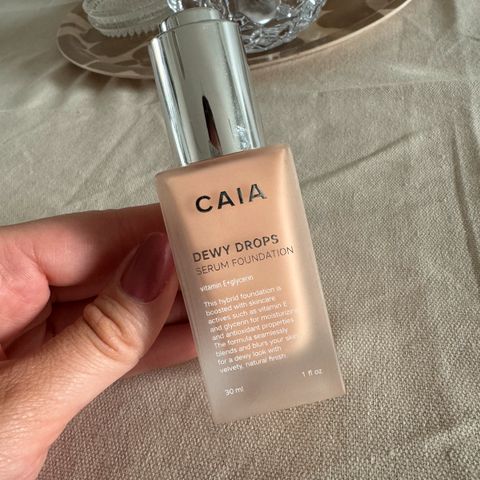 CAIA
DEWY DROPS
SERUM FOUNDATION
vitamin E+glycerin
This hybrid foundation is
boosted with skincare
actives such as vitamin E
and glycerin for moisturizing
and antioxidant properties
The formula seamlessly
blends and blurs your skin
for a dewy look with
velvety, natural finish
30 ml
1 fl oz